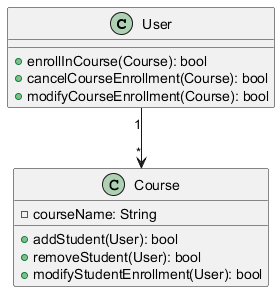 C User
enrollInCourse(Course): bool
cancelCourseEnrollment(Course): bool
modifyCourseEnrollment(Course): bool
1
*
C Course
courseName: String
addStudent(User): bool
removeStudent(User): bool
modifyStudentEnrollment(User): bool